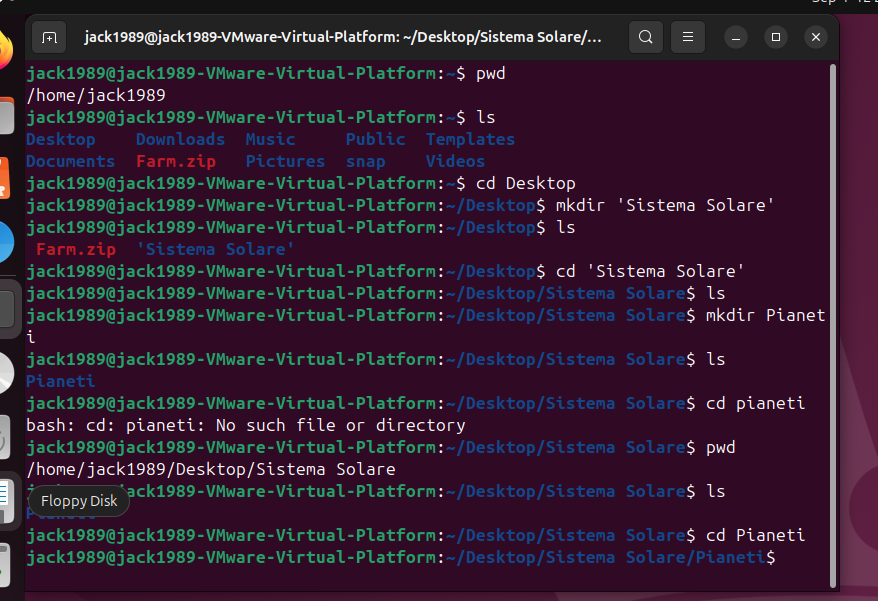 jack1989@jack1989-VMware-Virtual-Platform: ~/Desktop/Sistema Solare/...
jack1989@jack1989-VMware-Virtual-Platform:~$ pwd
/home/jack1989
jack1989@jack1989-VMware-Virtual-Platform:~$ ls
Desktop Downloads Music Public Templates
Documents Farm.zip Pictures snap Videos
jack1989@jack1989-VMware-Virtual-Platform:~$ cd Desktop
jack1989@jack1989-VMware-Virtual-Platform:~/Desktop$ mkdir 'Sistema Solare'
jack1989@jack1989-VMware-Virtual-Platform:~/Desktop$ ls
Farm.zip 'Sistema Solare'
jack1989@jack1989-VMware-Virtual-Platform:~/Desktop$ cd 'Sistema Solare'
jack1989@jack1989-VMware-Virtual-Platform:~/Desktop/Sistema Solare$ ls
jack1989@jack1989-VMware-Virtual-Platform:~/Desktop/Sistema Solare$ mkdir Pianet
i
jack1989@jack1989-VMware-Virtual-Platform:~/Desktop/Sistema Solare$ ls
Pianeti
jack1989@jack1989-VMware-Virtual-Platform:~/Desktop/Sistema Solare$ cd pianeti
bash: cd: pianeti: No such file or directory
jack1989@jack1989-VMware-Virtual-Platform:~/Desktop/Sistema Solare$ pwd
/home/jack1989/Desktop/Sistema Solare
ck1989@jack1989-VMware-Virtual-Platform:~/Desktop/Sistema Solare$ ls
Floppy Disk
jack1989@jack1989-VMware-Virtual-Platform:~/Desktop/Sistema Solare$ cd Pianeti
jack1989@jack1989-VMware-Virtual-Platform:~/Desktop/Sistema Solare/Pianeti$